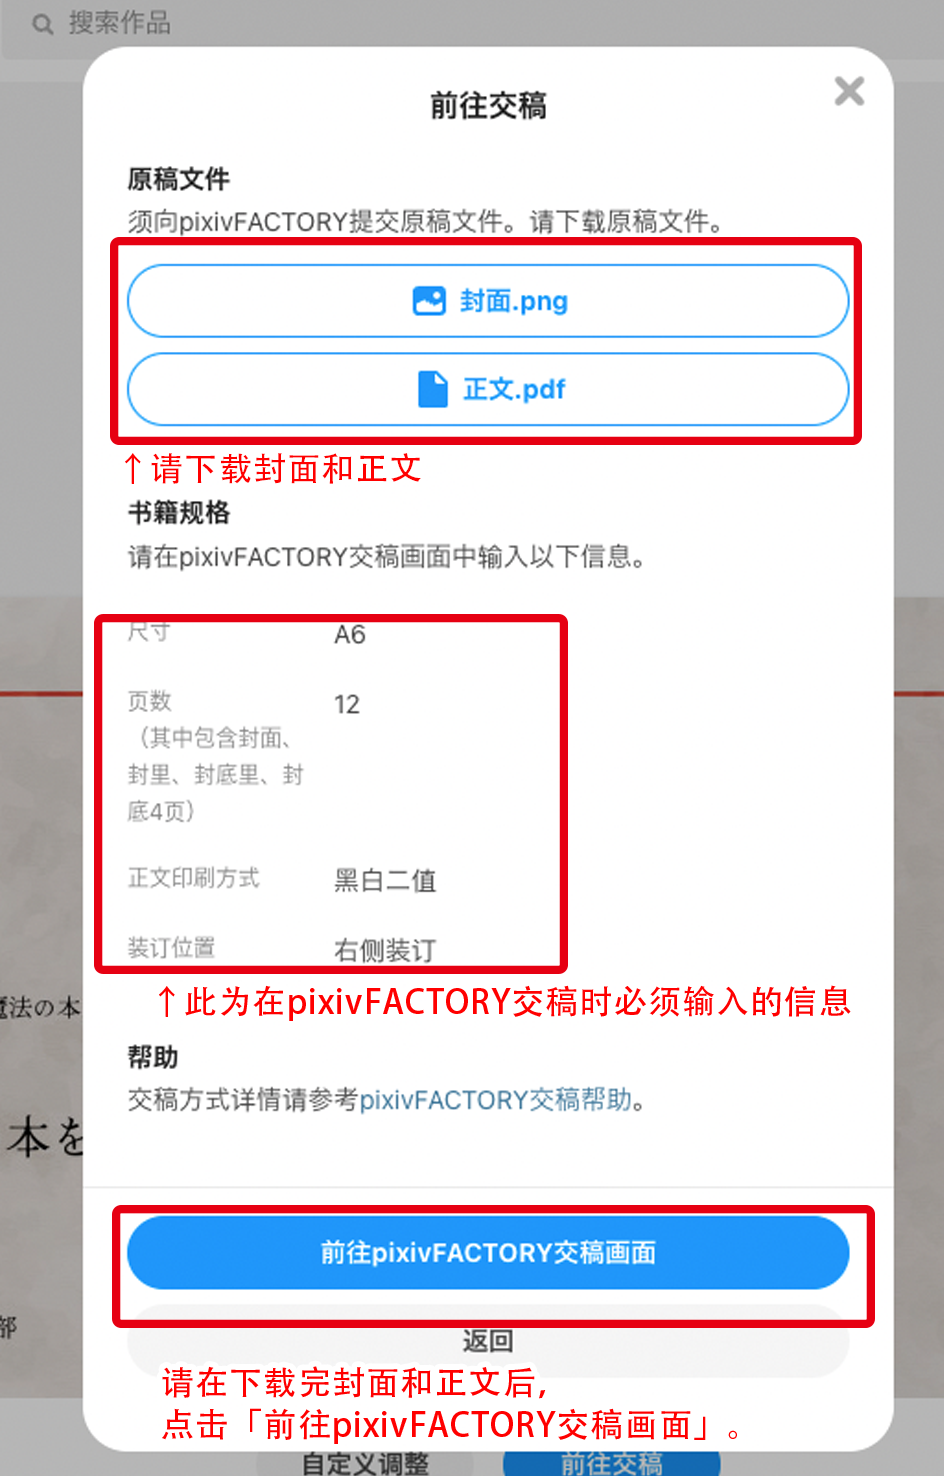 搜索作品
前往交稿
原稿文件
须向pixivFACTORY提交原稿文件。请下载原稿文件。
封面.png
正文.pdf
↑请下载封面和正文
书籍规格
请在pixivFACTORY交稿画面中输入以下信息。
尺寸 A6
页数 12
（其中包含封面、
封里、封底里、封
底4页）
正文印刷方式 黑白二值
装订位置 右侧装订
↑此为在pixivFACTORY交稿时必须输入的信息
魔法の本
帮助
交稿方式详情请参考pixivFACTORY交稿帮助。
本を
前往pixivFACTORY交稿画面
部
返回
请在下载完封面和正文后,
点击「前往pixivFACTORY交稿画面」。
自定义调整
前往交稿